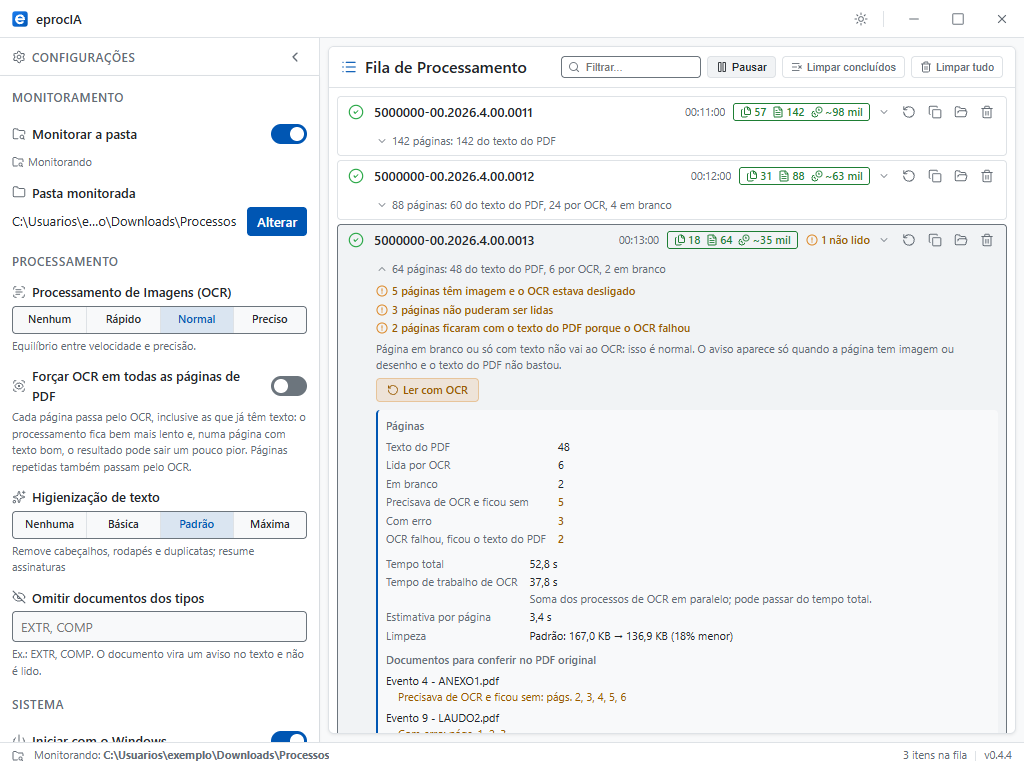 eprocIA
CONFIGURAÇÕES
MONITORAMENTO
Monitorar a pasta
Monitorando
Pasta monitorada
C:\Usuarios\e...o\Downloads\Processos
Alterar
PROCESSAMENTO
Processamento de Imagens (OCR)
Nenhum Rápido Normal Preciso
Equilíbrio entre velocidade e precisão.
Forçar OCR em todas as páginas de
PDF
Cada página passa pelo OCR, inclusive as que já têm texto: o
processamento fica bem mais lento e, numa página com
texto bom, o resultado pode sair um pouco pior. Páginas
repetidas também passam pelo OCR.
Higienização de texto
Nenhuma Básica Padrão Máxima
Remove cabeçalhos, rodapés e duplicatas; resume
assinaturas
Omitir documentos dos tipos
EXTR, COMP
Ex.: EXTR, COMP. O documento vira um aviso no texto e não
é lido.
SISTEMA
Iniciar com o Windows
Fila de Processamento
Filtrar...
Pausar
Limpar concluídos
Limpar tudo
5000000-00.2026.4.00.0011
00:11:00 57 142 ~98 mil
142 páginas: 142 do texto do PDF
5000000-00.2026.4.00.0012
00:12:00 31 88 ~63 mil
88 páginas: 60 do texto do PDF, 24 por OCR, 4 em branco
5000000-00.2026.4.00.0013
00:13:00 18 64 ~35 mil 1 não lido
64 páginas: 48 do texto do PDF, 6 por OCR, 2 em branco
5 páginas têm imagem e o OCR estava desligado
3 páginas não puderam ser lidas
2 páginas ficaram com o texto do PDF porque o OCR falhou
Página em branco ou só com texto não vai ao OCR: isso é normal. O aviso aparece só quando a página tem imagem ou
desenho e o texto do PDF não bastou.
Ler com OCR
Páginas
Texto do PDF 48
Lida por OCR 6
Em branco 2
Precisava de OCR e ficou sem 5
Com erro 3
OCR falhou, ficou o texto do PDF 2
Tempo total 52,8 s
Tempo de trabalho de OCR 37,8 s
Soma dos processos de OCR em paralelo; pode passar do tempo total.
Estimativa por página 3,4 s
Limpeza Padrão: 167,0 KB → 136,9 KB (18% menor)
Documentos para conferir no PDF original
Evento 4 - ANEXO1.pdf
Precisava de OCR e ficou sem: págs. 2, 3, 4, 5, 6
Evento 9 - LAUDO2.pdf
Com erro: págs. 1, 2, 3
Monitorando: C:\Usuarios\exemplo\Downloads\Processos
3 itens na fila v0.4.4